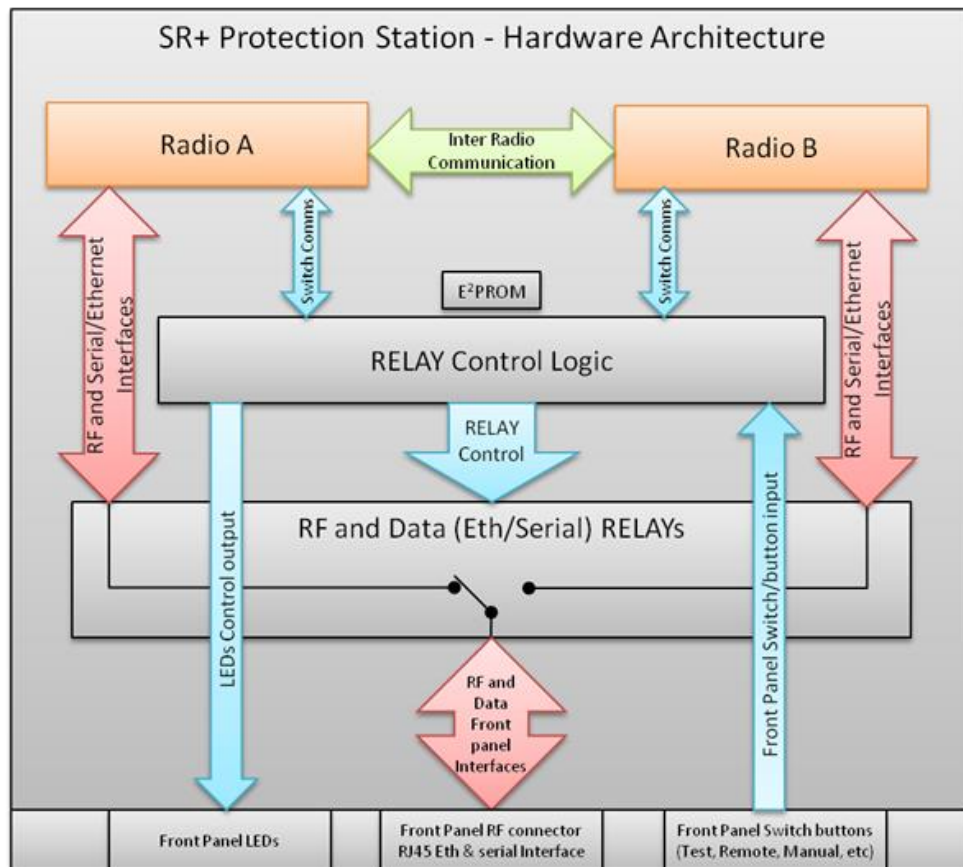 SR+ Protection Station - Hardware Architecture
Radio A
Inter Radio
Communication
Radio B
RF and Serial/Ethernet
Interfaces
Switch Comms
Switch Comms
RF and Serial/Ethernet
Interfaces
E²PROM
RELAY Control Logic
RELAY
Control
LEDs Control output
Front Panel Switch/button input
RF and Data (Eth/Serial) RELAYs
RF and
Data
Front
panel
Interfaces
Front Panel LEDs
Front Panel RF connector
RJ45 Eth & serial Interface
Front Panel Switch buttons
(Test, Remote, Manual, etc)